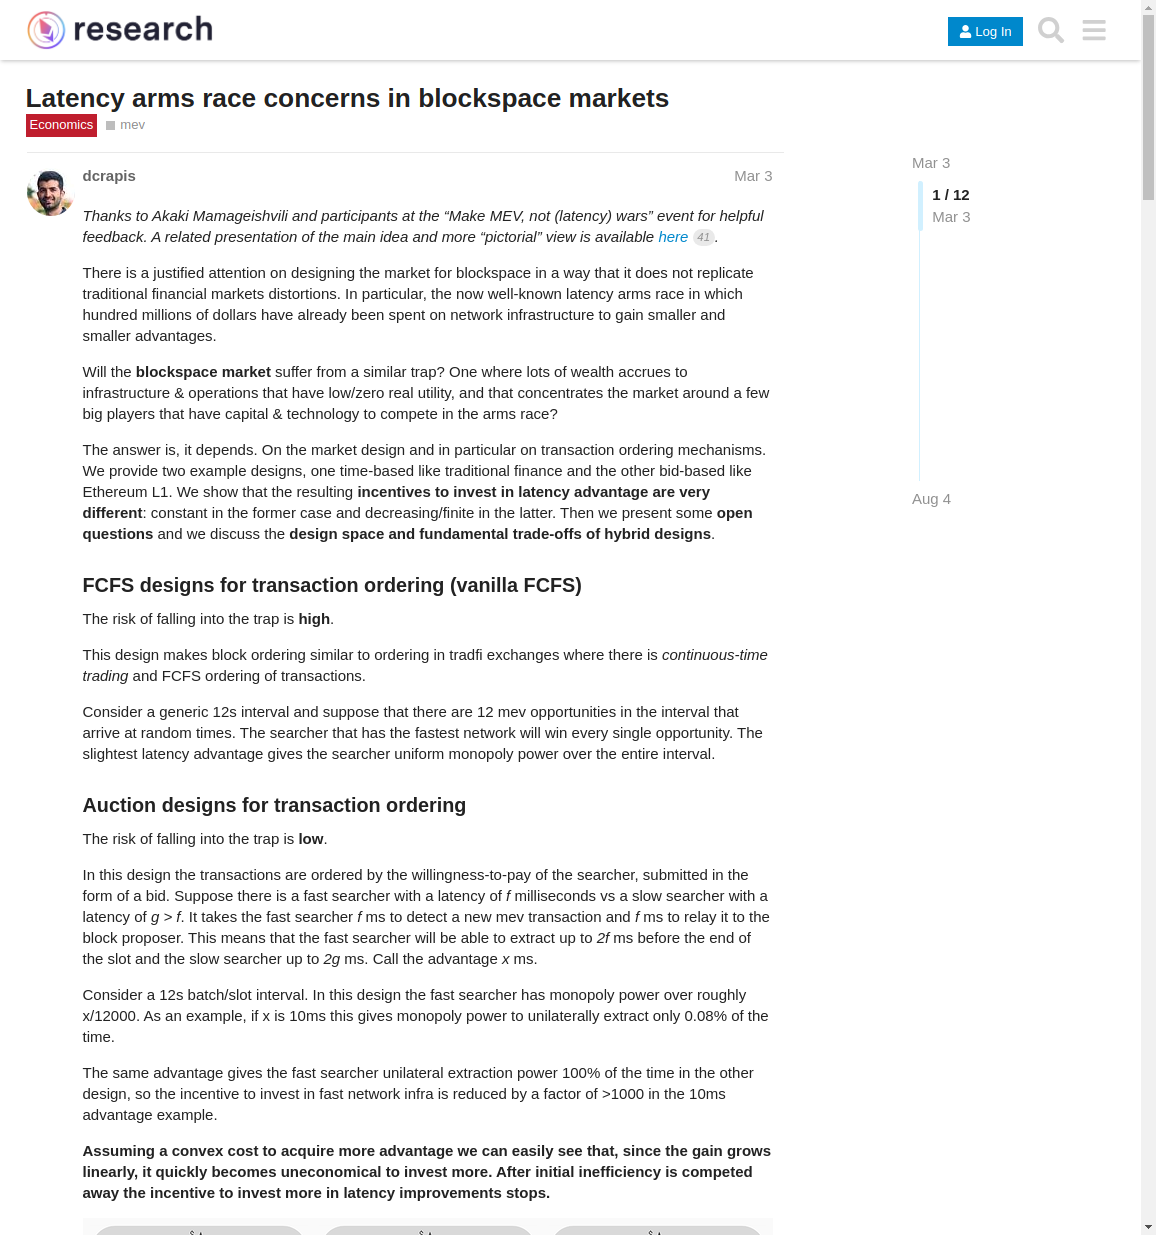 research
Log In
Latency arms race concerns in blockspace markets
Economics mev
dcrapis
Mar 3
Thanks to Akaki Mamageishvili and participants at the “Make MEV, not (latency) wars” event for helpful
feedback. A related presentation of the main idea and more “pictorial” view is available here 41.
There is a justified attention on designing the market for blockspace in a way that it does not replicate
traditional financial markets distortions. In particular, the now well-known latency arms race in which
hundred millions of dollars have already been spent on network infrastructure to gain smaller and
smaller advantages.
Will the blockspace market suffer from a similar trap? One where lots of wealth accrues to
infrastructure & operations that have low/zero real utility, and that concentrates the market around a few
big players that have capital & technology to compete in the arms race?
The answer is, it depends. On the market design and in particular on transaction ordering mechanisms.
We provide two example designs, one time-based like traditional finance and the other bid-based like
Ethereum L1. We show that the resulting incentives to invest in latency advantage are very
different: constant in the former case and decreasing/finite in the latter. Then we present some open
questions and we discuss the design space and fundamental trade-offs of hybrid designs.
FCFS designs for transaction ordering (vanilla FCFS)
The risk of falling into the trap is high.
This design makes block ordering similar to ordering in tradfi exchanges where there is continuous-time
trading and FCFS ordering of transactions.
Consider a generic 12s interval and suppose that there are 12 mev opportunities in the interval that
arrive at random times. The searcher that has the fastest network will win every single opportunity. The
slightest latency advantage gives the searcher uniform monopoly power over the entire interval.
Auction designs for transaction ordering
The risk of falling into the trap is low.
In this design the transactions are ordered by the willingness-to-pay of the searcher, submitted in the
form of a bid. Suppose there is a fast searcher with a latency of f milliseconds vs a slow searcher with a
latency of g > f. It takes the fast searcher f ms to detect a new mev transaction and f ms to relay it to the
block proposer. This means that the fast searcher will be able to extract up to 2f ms before the end of
the slot and the slow searcher up to 2g ms. Call the advantage x ms.
Consider a 12s batch/slot interval. In this design the fast searcher has monopoly power over roughly
x/12000. As an example, if x is 10ms this gives monopoly power to unilaterally extract only 0.08% of the
time.
The same advantage gives the fast searcher unilateral extraction power 100% of the time in the other
design, so the incentive to invest in fast network infra is reduced by a factor of >1000 in the 10ms
advantage example.
Assuming a convex cost to acquire more advantage we can easily see that, since the gain grows
linearly, it quickly becomes uneconomical to invest more. After initial inefficiency is competed
away the incentive to invest more in latency improvements stops.
Mar 3
1 / 12
Mar 3
Aug 4